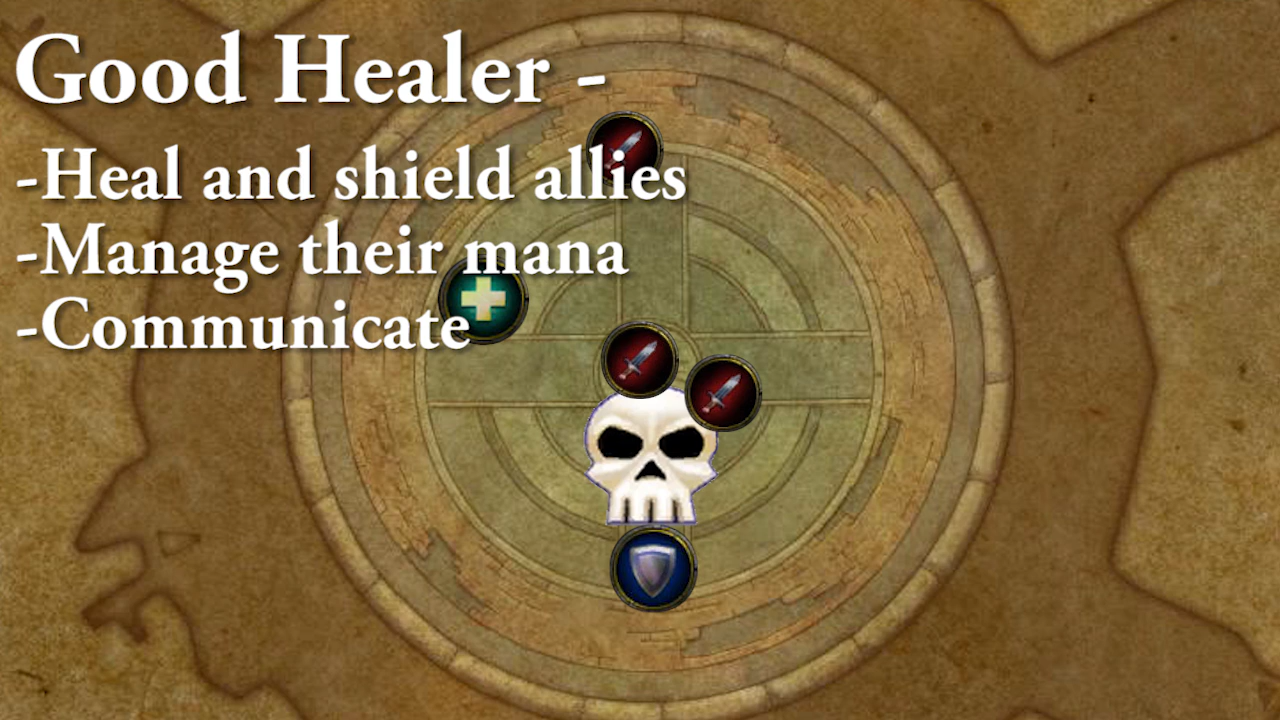 Good Healer -
-Heal and shield allies
-Manage their mana
-Communicate